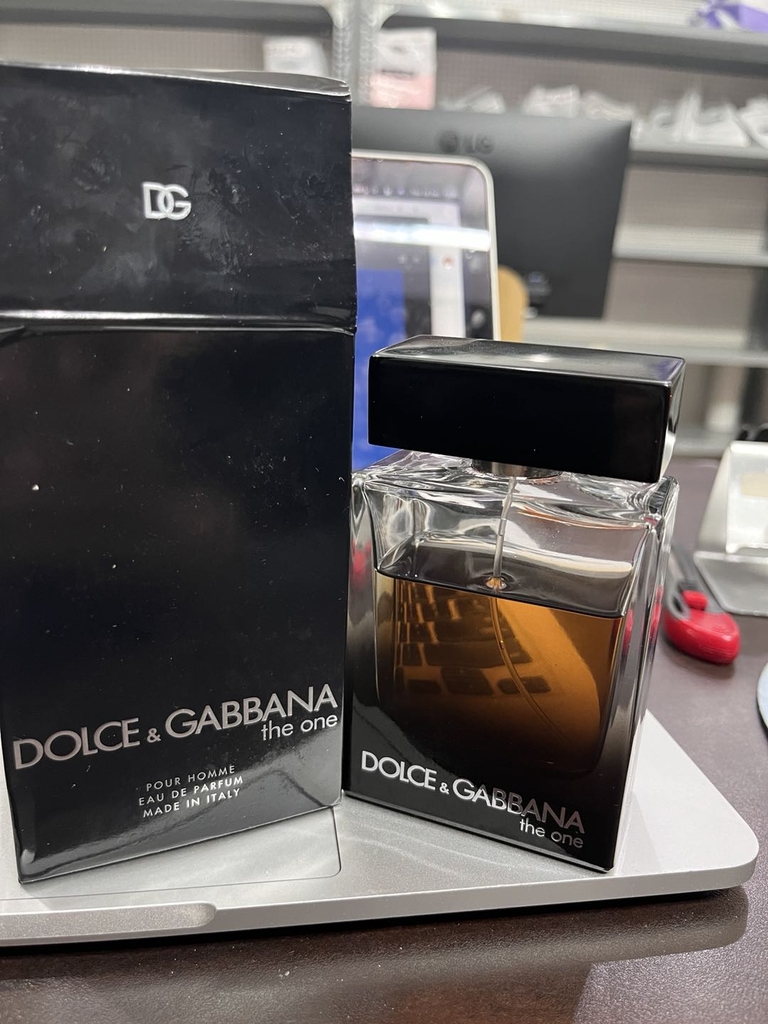 DG
DOLCE & GABBANA
the one
POUR HOMME
EAU DE PARFUM
MADE IN ITALY
DOLCE & GABBANA
the one
LG